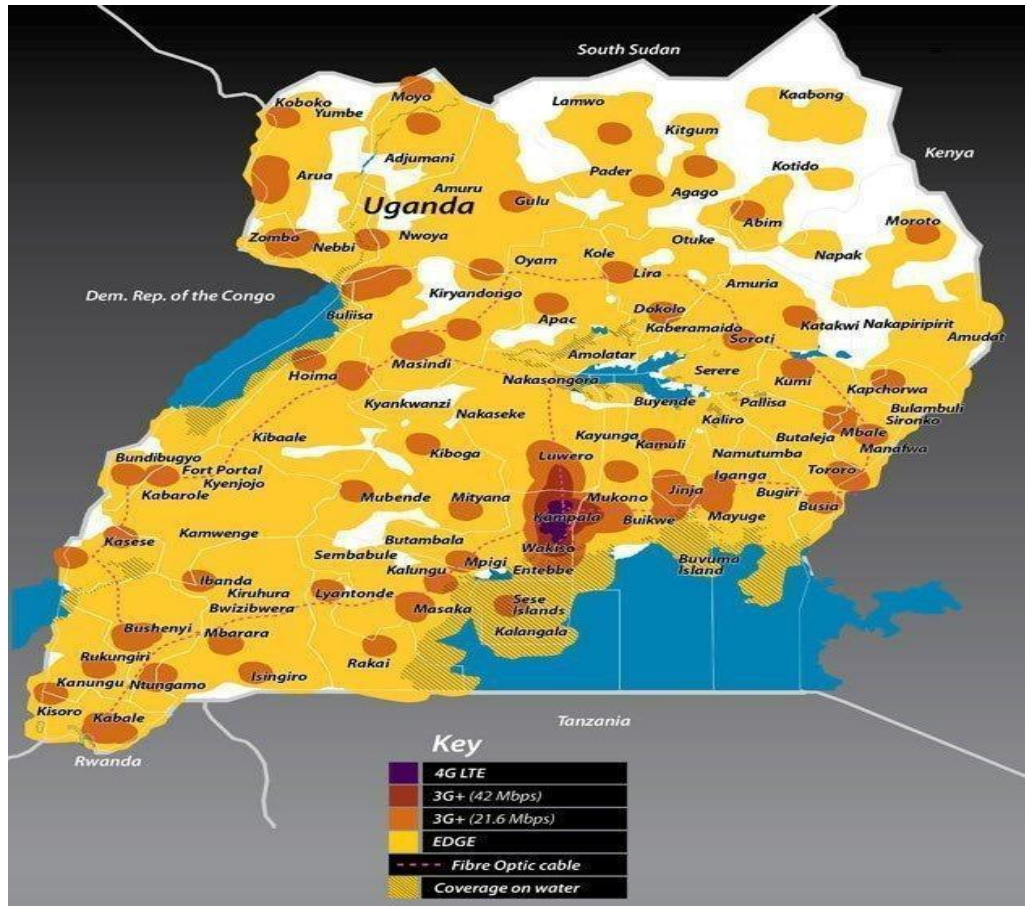 South Sudan
Koboko
Yumbe
Moyo
Lamwo
Kaabong
Kitgum
Kenya
Adjumani
Arua
Pader
Kotido
Amuru
Agago
Uganda
Gulu
Abim
Moroto
Zombo
Nebbi
Nwoya
Otuke
Napak
Oyam
Kole
Lira
Dem. Rep. of the Congo
Kiryandongo
Amuria
Buliisa
Apac
Dokolo
Kaberamaido
Katakwi
Nakapiripirit
Amudat
Soroti
Amolatar
Masindi
Hoima
Nakasongora
Serere
Kumi
Kapchorwa
Kyankwanzi
Nakaseke
Buyende
Pallisa
Bulambuli
Kaliro
Sironko
Kibaale
Kayunga
Kamuli
Butaleja
Mbale
Manafwa
Kiboga
Luwero
Namutumba
Bundibugyo
Fort Portal
Kyenjojo
Kabarole
Iganga
Tororo
Mubende
Mityana
Mukono
Jinja
Bugiri
Busia
Kampala
Buikwe
Mayuge
Kasese
Kamwenge
Butambala
Wakiso
Sembabule
Kalungu
Mpigi
Entebbe
Buvuma
Island
Ibanda
Kiruhura
Lyantonde
Bwizibwera
Masaka
Sese
Islands
Kalangala
Bushenyi
Mbarara
Rukungiri
Rakai
Kanungu
Ntungamo
Isingiro
Kisoro
Kabale
Tanzania
Rwanda
Key
4G LTE
3G+ (42 Mbps)
3G+ (21.6 Mbps)
EDGE
Fibre Optic cable
Coverage on water